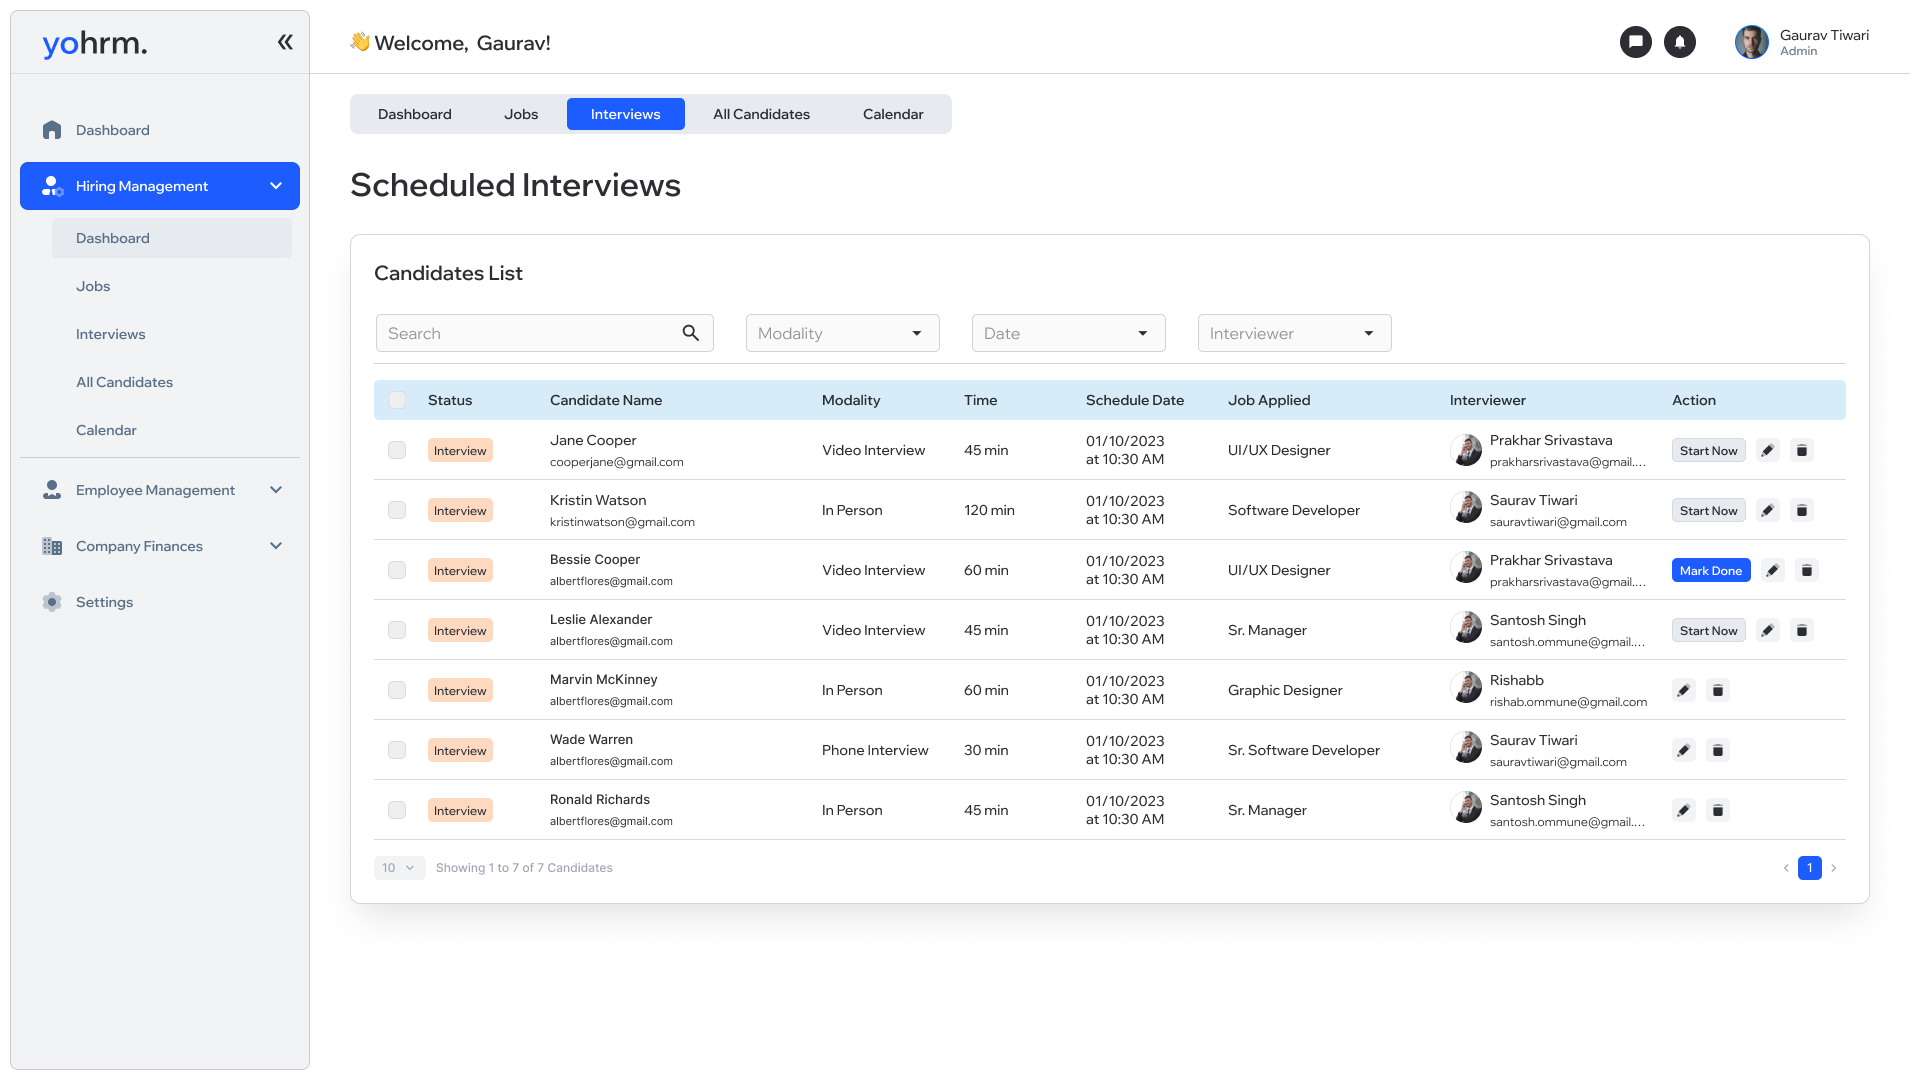 yohrm.
👋 Welcome, Gaurav!
Gaurav Tiwari
Admin
Dashboard
Hiring Management
Dashboard
Jobs
Interviews
All Candidates
Calendar
Employee Management
Company Finances
Settings
Dashboard Jobs Interviews All Candidates Calendar
Scheduled Interviews
Candidates List
Search Modality Date Interviewer
Status Candidate Name Modality Time Schedule Date Job Applied Interviewer Action
Interview Jane Cooper Video Interview 45 min 01/10/2023 UI/UX Designer Prakhar Srivastava Start Now
cooperjane@gmail.com at 10:30 AM prakharsrivastava@gmail....
Interview Kristin Watson In Person 120 min 01/10/2023 Software Developer Saurav Tiwari Start Now
kristinwatson@gmail.com at 10:30 AM sauravtiwari@gmail.com
Interview Bessie Cooper Video Interview 60 min 01/10/2023 UI/UX Designer Prakhar Srivastava Mark Done
albertflores@gmail.com at 10:30 AM prakharsrivastava@gmail....
Interview Leslie Alexander Video Interview 45 min 01/10/2023 Sr. Manager Santosh Singh Start Now
albertflores@gmail.com at 10:30 AM santosh.ommune@gmail....
Interview Marvin McKinney In Person 60 min 01/10/2023 Graphic Designer Rishabb
albertflores@gmail.com at 10:30 AM rishab.ommune@gmail.com
Interview Wade Warren Phone Interview 30 min 01/10/2023 Sr. Software Developer Saurav Tiwari
albertflores@gmail.com at 10:30 AM sauravtiwari@gmail.com
Interview Ronald Richards In Person 45 min 01/10/2023 Sr. Manager Santosh Singh
albertflores@gmail.com at 10:30 AM santosh.ommune@gmail....
10 Showing 1 to 7 of 7 Candidates 1